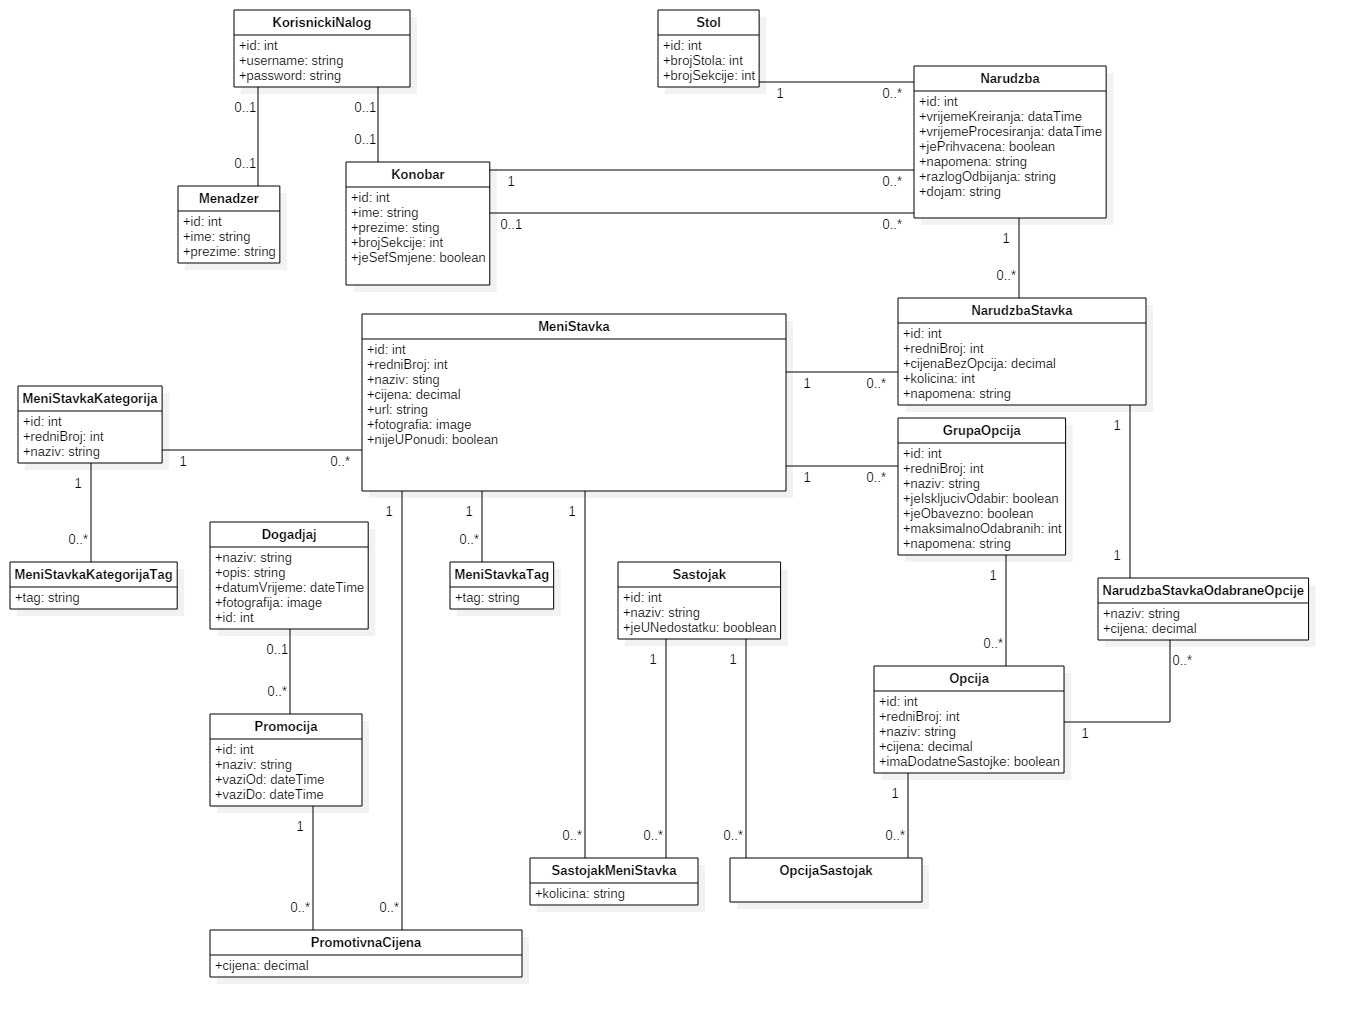 KorisnickiNalog
+id: int
+username: string
+password: string
0..1
0..1
0..1
0..1
Stol
+id: int
+brojStola: int
+brojSekcije: int
1
0..*
Narudzba
+id: int
+vrijemeKreiranja: dataTime
+vrijemeProcesiranja: dataTime
+jePrihvacena: boolean
+napomena: string
+razlogOdbijanja: string
+dojam: string
Menadzer
+id: int
+ime: string
+prezime: string
Konobar
+id: int
+ime: string
+prezime: sting
+brojSekcije: int
+jeSefSmjene: boolean
1
0..*
0..1
0..*
1
0..*
MeniStavka
+id: int
+redniBroj: int
+naziv: sting
+cijena: decimal
+url: string
+fotografia: image
+nijeUPonudi: boolean
NarudzbaStavka
+id: int
+redniBroj: int
+cijenaBezOpcija: decimal
+kolicina: int
+napomena: string
1
0..*
MeniStavkaKategorija
+id: int
+redniBroj: int
+naziv: string
1
0..*
1
0..*
GrupaOpcija
+id: int
+redniBroj: int
+naziv: string
+jeIskljucivOdabir: boolean
+jeObavezno: boolean
+maksimalnoOdabranih: int
+napomena: string
1
0..*
1
1
MeniStavkaKategorijaTag
+tag: string
Dogadjaj
+naziv: string
+opis: string
+datumVrijeme: dateTime
+fotografija: image
+id: int
1
1
0..*
1
MeniStavkaTag
+tag: string
Sastojak
+id: int
+naziv: string
+jeUNedostatku: booblean
1
0..*
NarudzbaStavkaOdabraneOpcije
+naziv: string
+cijena: decimal
0..1
0..*
1
1
0..*
Opcija
+id: int
+redniBroj: int
+naziv: string
+cijena: decimal
+imaDodatneSastojke: boolean
1
Promocija
+id: int
+naziv: string
+vaziOd: dateTime
+vaziDo: dateTime
1
1
0..*
0..*
0..*
0..*
SastojakMeniStavka
+kolicina: string
OpcijaSastojak
0..*
0..*
PromotivnaCijena
+cijena: decimal